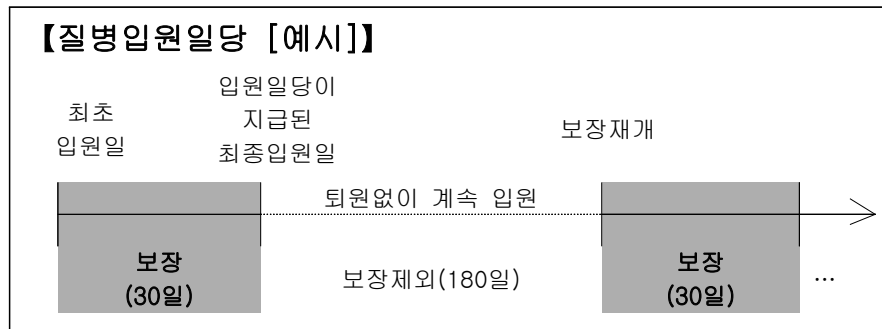 【질병입원일당 [예시]】
최초
입원일
입원일당이
지급된
최종입원일
보장재개
퇴원없이 계속 입원
보장
(30일)
보장제외(180일)
보장
(30일)
…